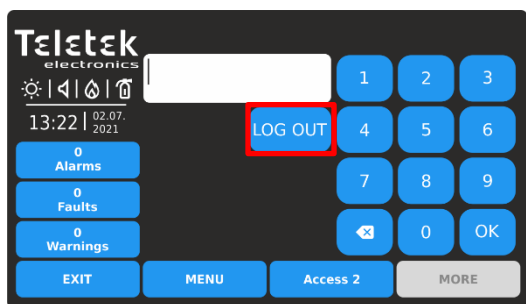 Teletek
electronics
13:22 | 02.07.
2021
0
Alarms
0
Faults
0
Warnings
LOG OUT
1 2 3
4 5 6
7 8 9
0 OK
EXIT MENU Access 2 MORE